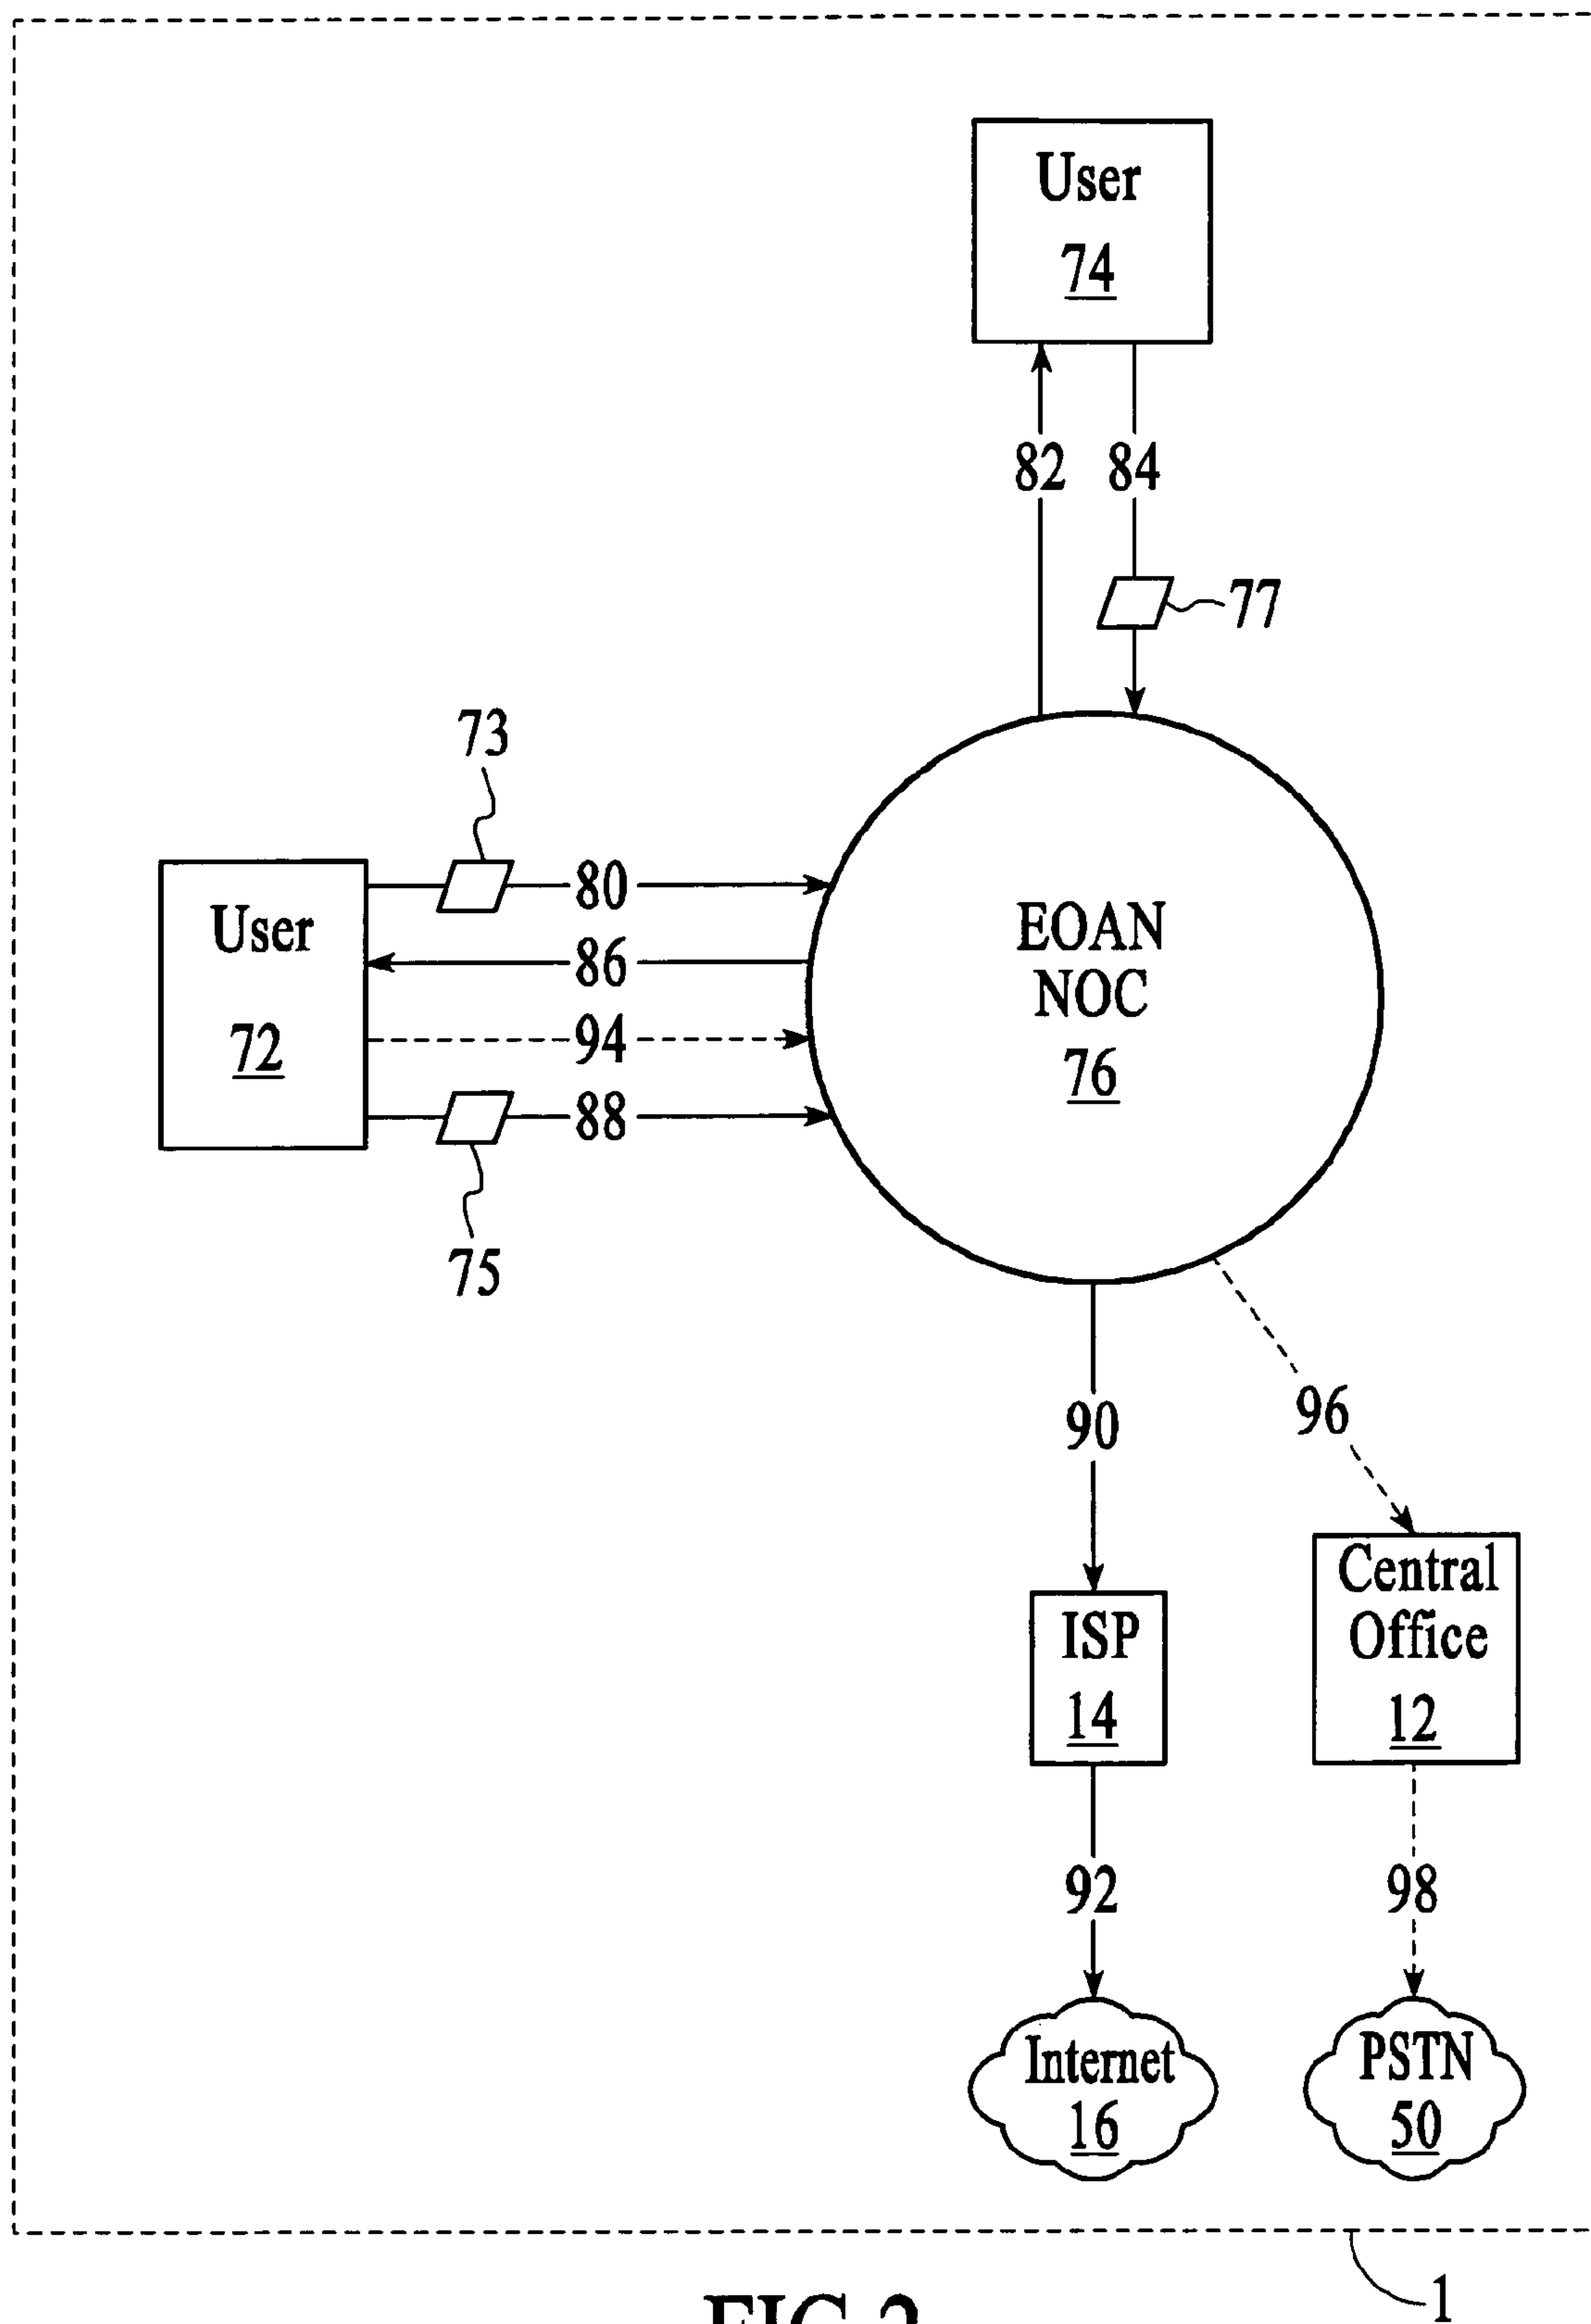 User
74
82 84
77
73
80
User
72
86
94
88
75
EOAN
NOC
76
90
96
ISP
14
Central
Office
12
92
98
Internet
16
PSTN
50
1